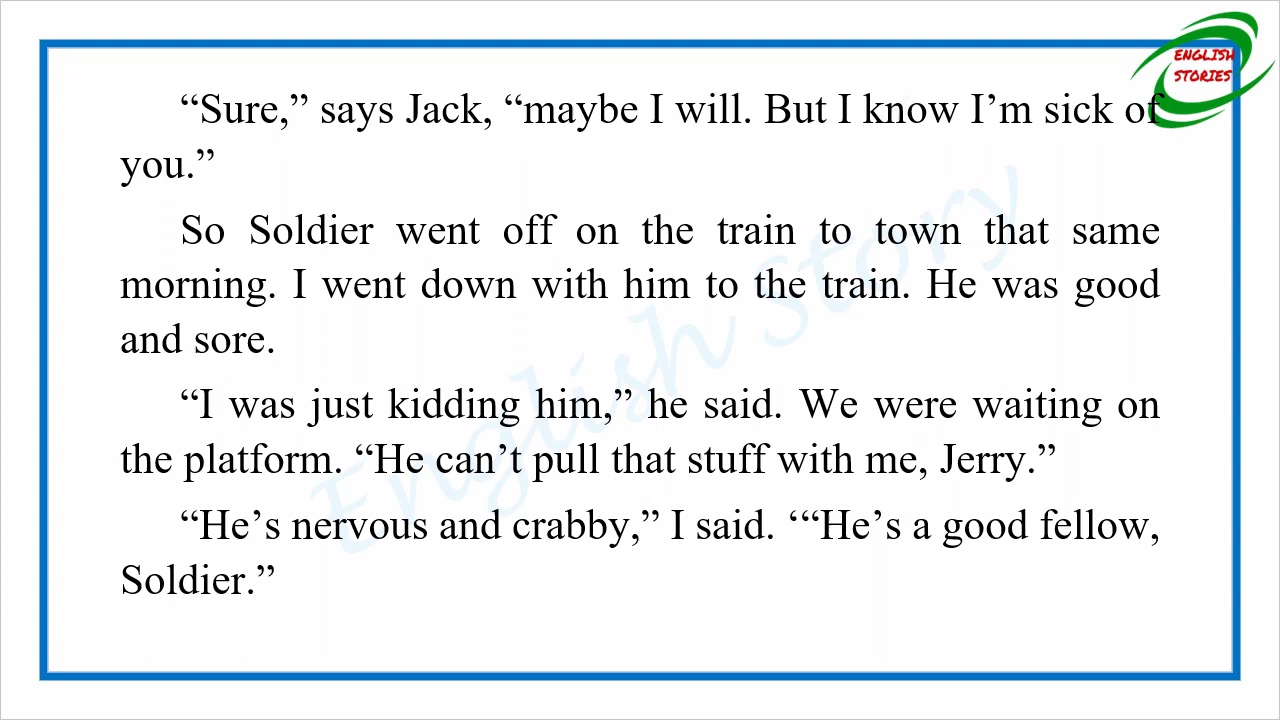 ENGLISH
STORIES
“Sure,” says Jack, “maybe I will. But I know I’m sick of
you.”
So Soldier went off on the train to town that same
morning. I went down with him to the train. He was good
and sore.
“I was just kidding him,” he said. We were waiting on
the platform. “He can’t pull that stuff with me, Jerry.”
“He’s nervous and crabby,” I said. ‘“He’s a good fellow,
Soldier.”
English Story